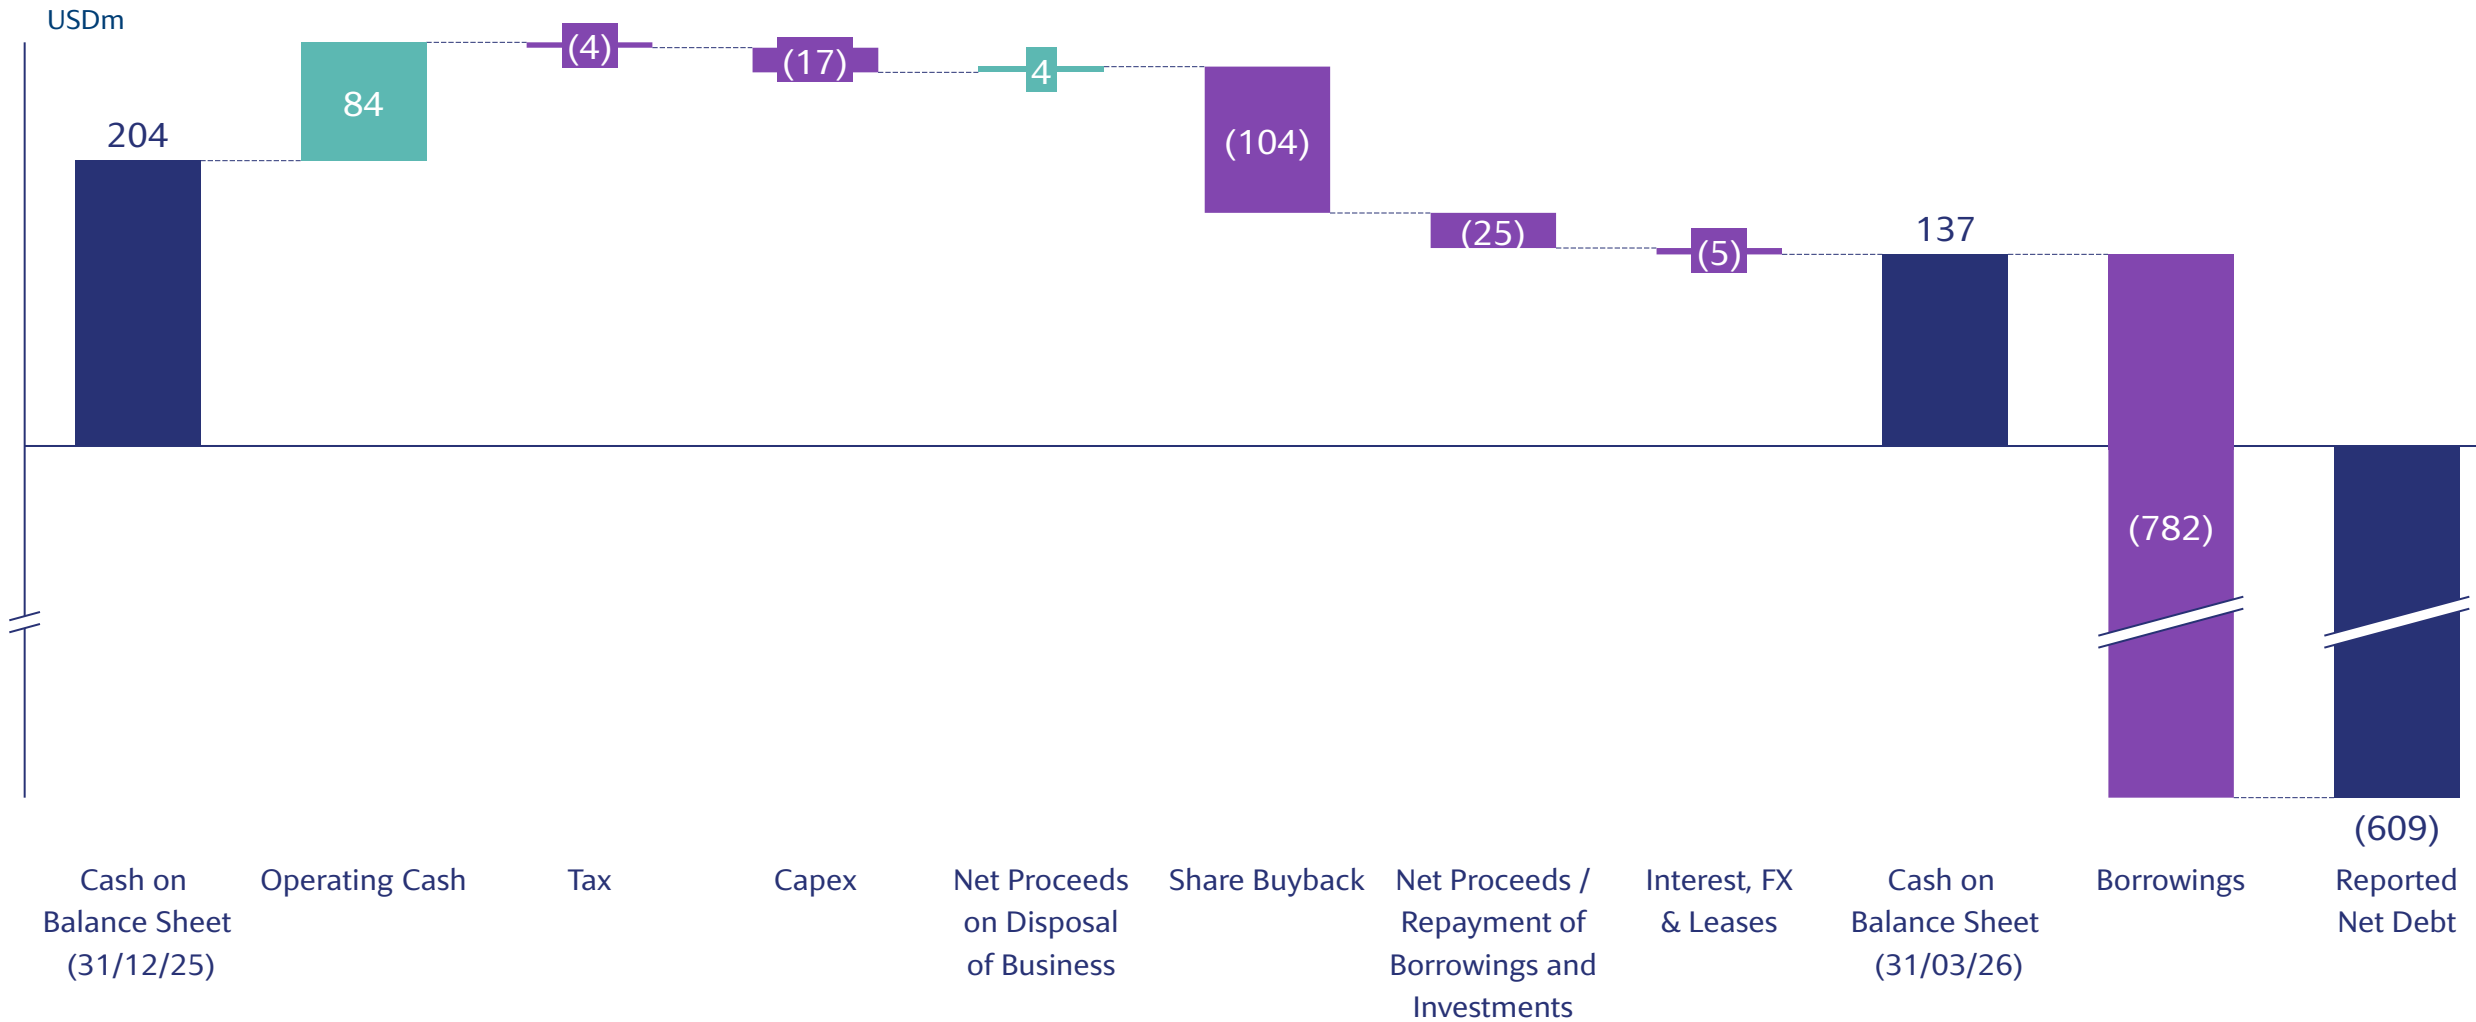 USDm
204
84
(4)
(17)
4
(104)
(25)
(5)
137
(782)
(609)
Cash on
Balance Sheet
(31/12/25)
Operating Cash
Tax
Capex
Net Proceeds
on Disposal
of Business
Share Buyback
Net Proceeds /
Repayment of
Borrowings and
Investments
Interest, FX
& Leases
Cash on
Balance Sheet
(31/03/26)
Borrowings
Reported
Net Debt